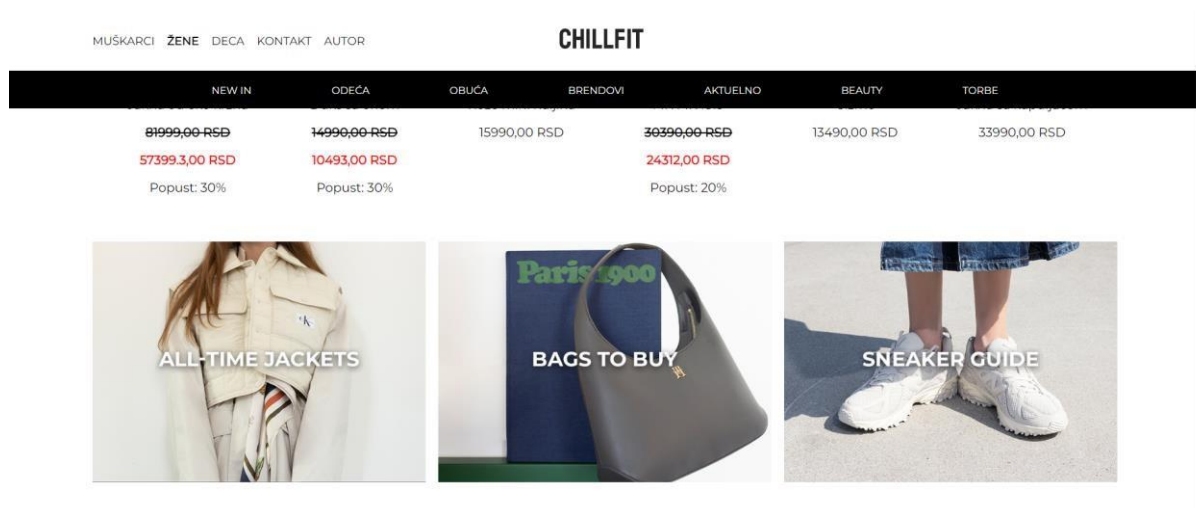 MUŠKARCI ŽENE DECA KONTAKT AUTOR
CHILLFIT
NEW IN ODEĆA OBUĆA BRENDOVI AKTUELNO BEAUTY TORBE
81999,00 RSD 14990,00 RSD 15990,00 RSD 30390,00 RSD 13490,00 RSD 33990,00 RSD
57399.3,00 RSD 10493,00 RSD 24312,00 RSD
Popust: 30% Popust: 30% Popust: 20%
Paris 1900
ALL-TIME JACKETS BAGS TO BUY SNEAKER GUIDE